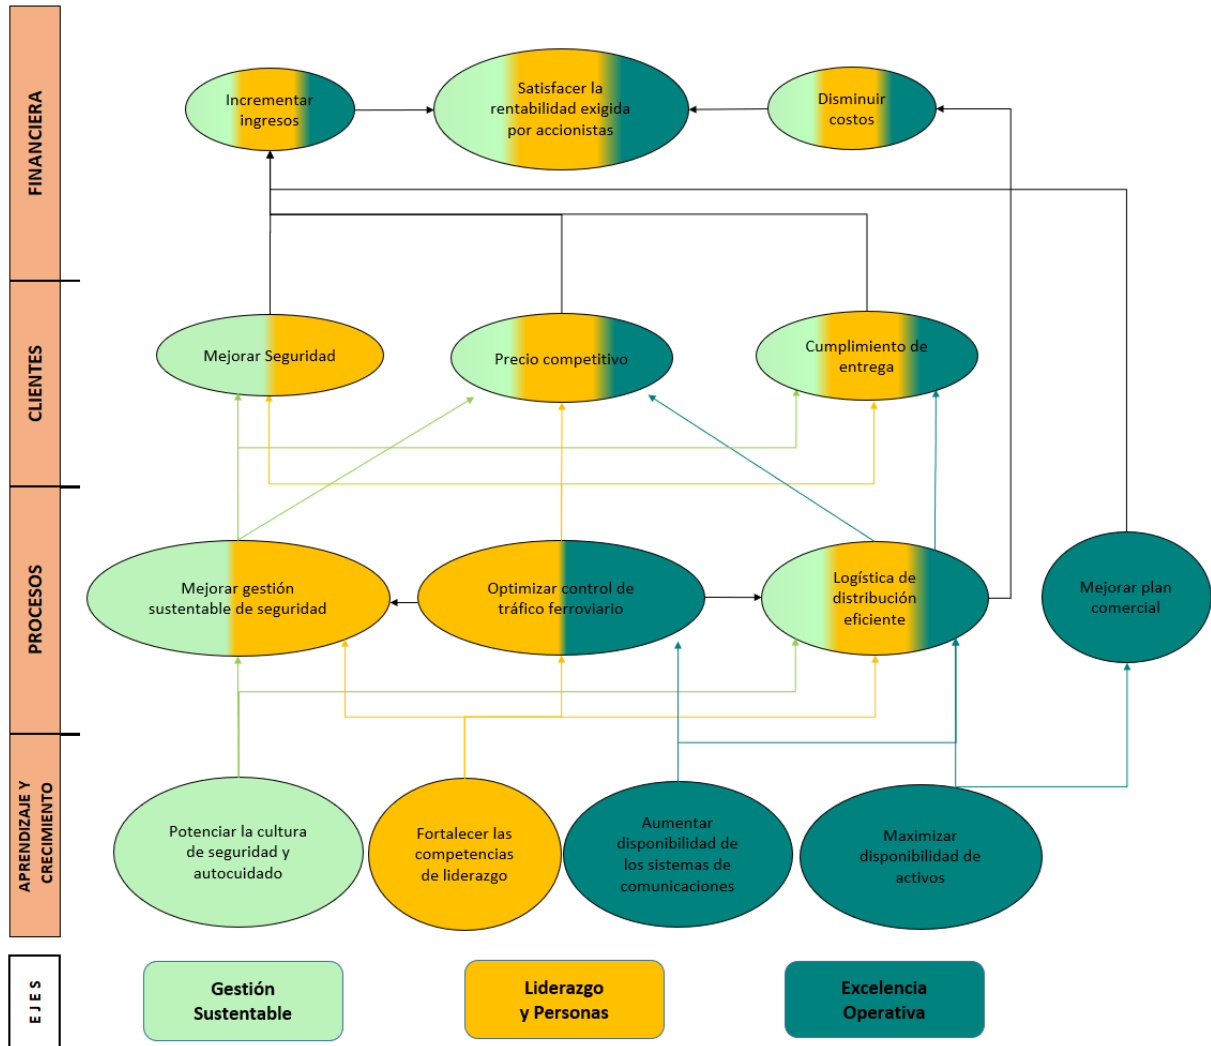 FINANCIERA
Incrementar
ingresos
Satisfacer la
rentabilidad exigida
por accionistas
Disminuir
costos
CLIENTES
Mejorar Seguridad
Precio competitivo
Cumplimiento de
entrega
PROCESOS
Mejorar gestión
sustentable de seguridad
Optimizar control de
tráfico ferroviario
Logística de
distribución
eficiente
Mejorar plan
comercial
APRENDIZAJE Y
CRECIMIENTO
Potenciar la cultura
de seguridad y
autocuidado
Fortalecer las
competencias
de liderazgo
Aumentar
disponibilidad de
los sistemas de
comunicaciones
Maximizar
disponibilidad de
activos
EJES
Gestión
Sustentable
Liderazgo
y Personas
Excelencia
Operativa